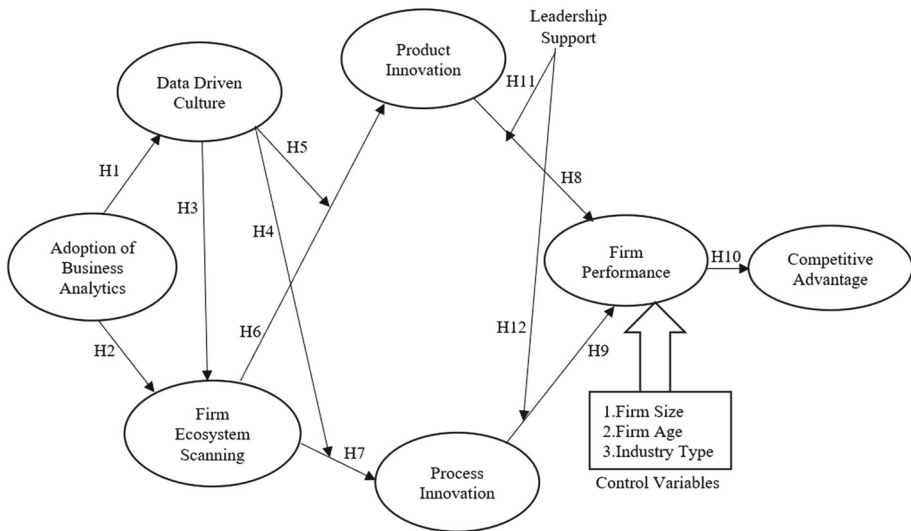 Leadership
Support
Product
Innovation
H11
Data Driven
Culture
H5
H1
H8
H3
H4
Adoption of
Business
Analytics
Firm
Performance
H10
Competitive
Advantage
H6
H12
H2
H9
Firm
Ecosystem
Scanning
1.Firm Size
2.Firm Age
3.Industry Type
H7
Process
Innovation
Control Variables